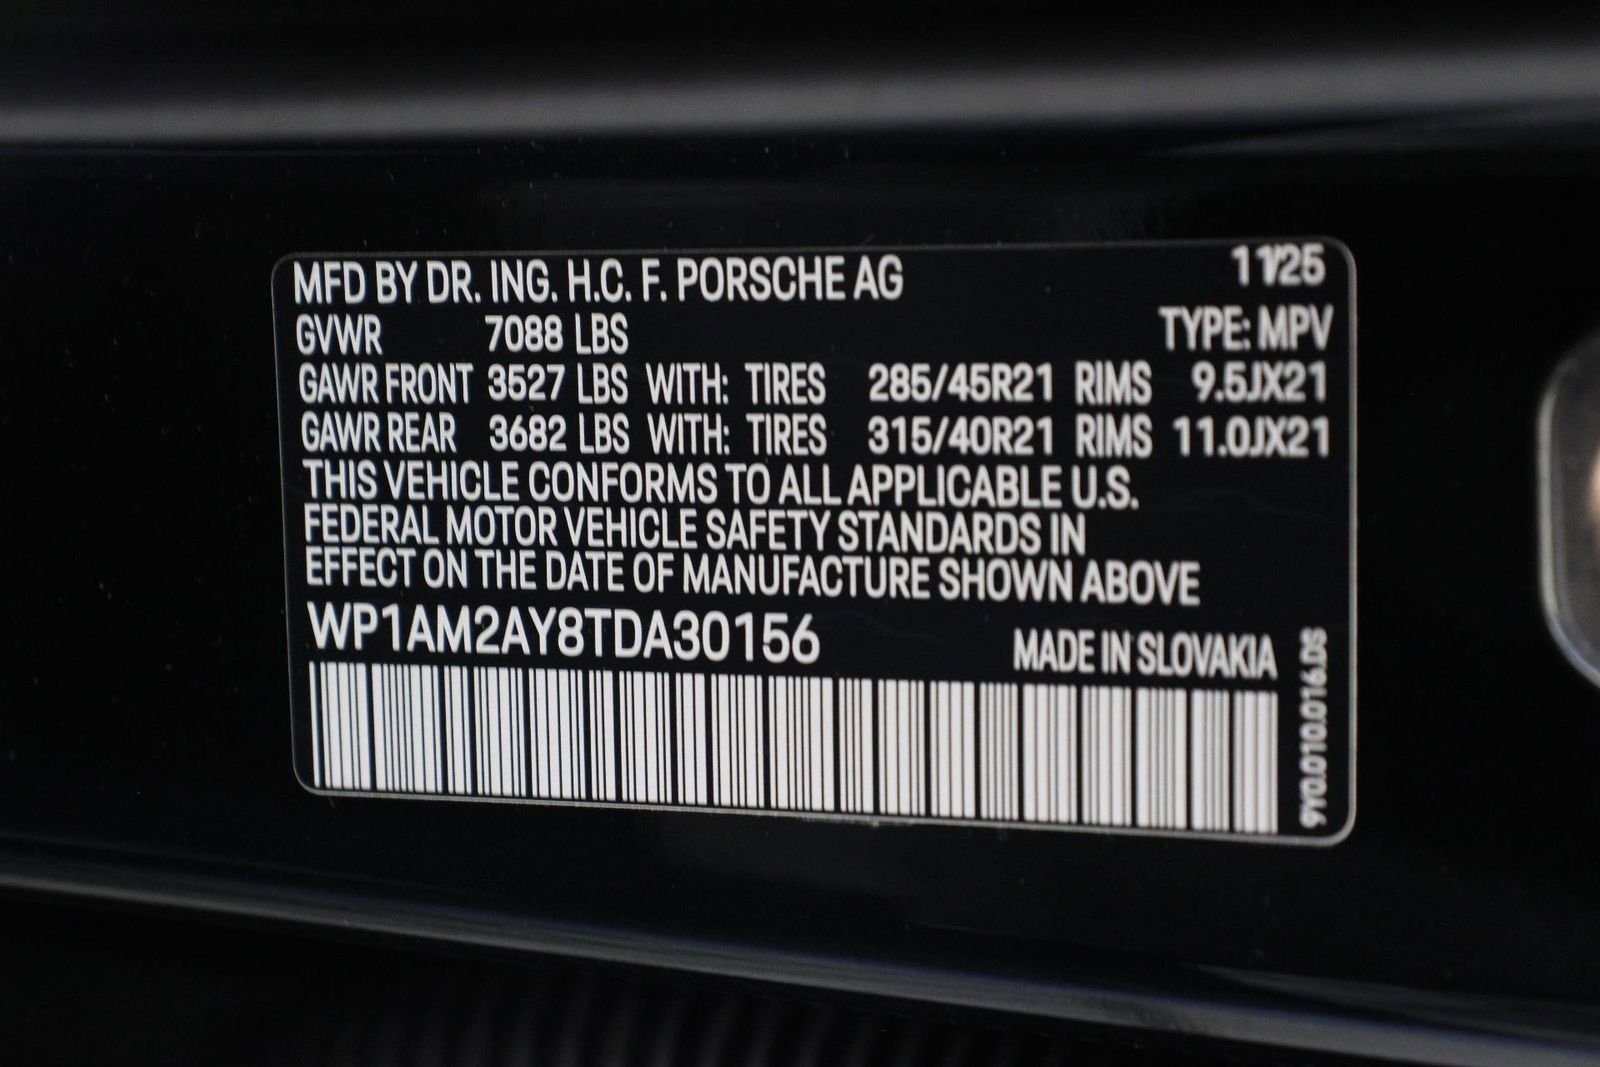 MFD BY DR. ING. H.C. F. PORSCHE AG 11/25
GVWR 7088 LBS TYPE: MPV
GAWR FRONT 3527 LBS WITH: TIRES 285/45R21 RIMS 9.5JX21
GAWR REAR 3682 LBS WITH: TIRES 315/40R21 RIMS 11.0JX21
THIS VEHICLE CONFORMS TO ALL APPLICABLE U.S.
FEDERAL MOTOR VEHICLE SAFETY STANDARDS IN
EFFECT ON THE DATE OF MANUFACTURE SHOWN ABOVE
WP1AM2AY8TDA30156 MADE IN SLOVAKIA
9Y0.010.016.DS